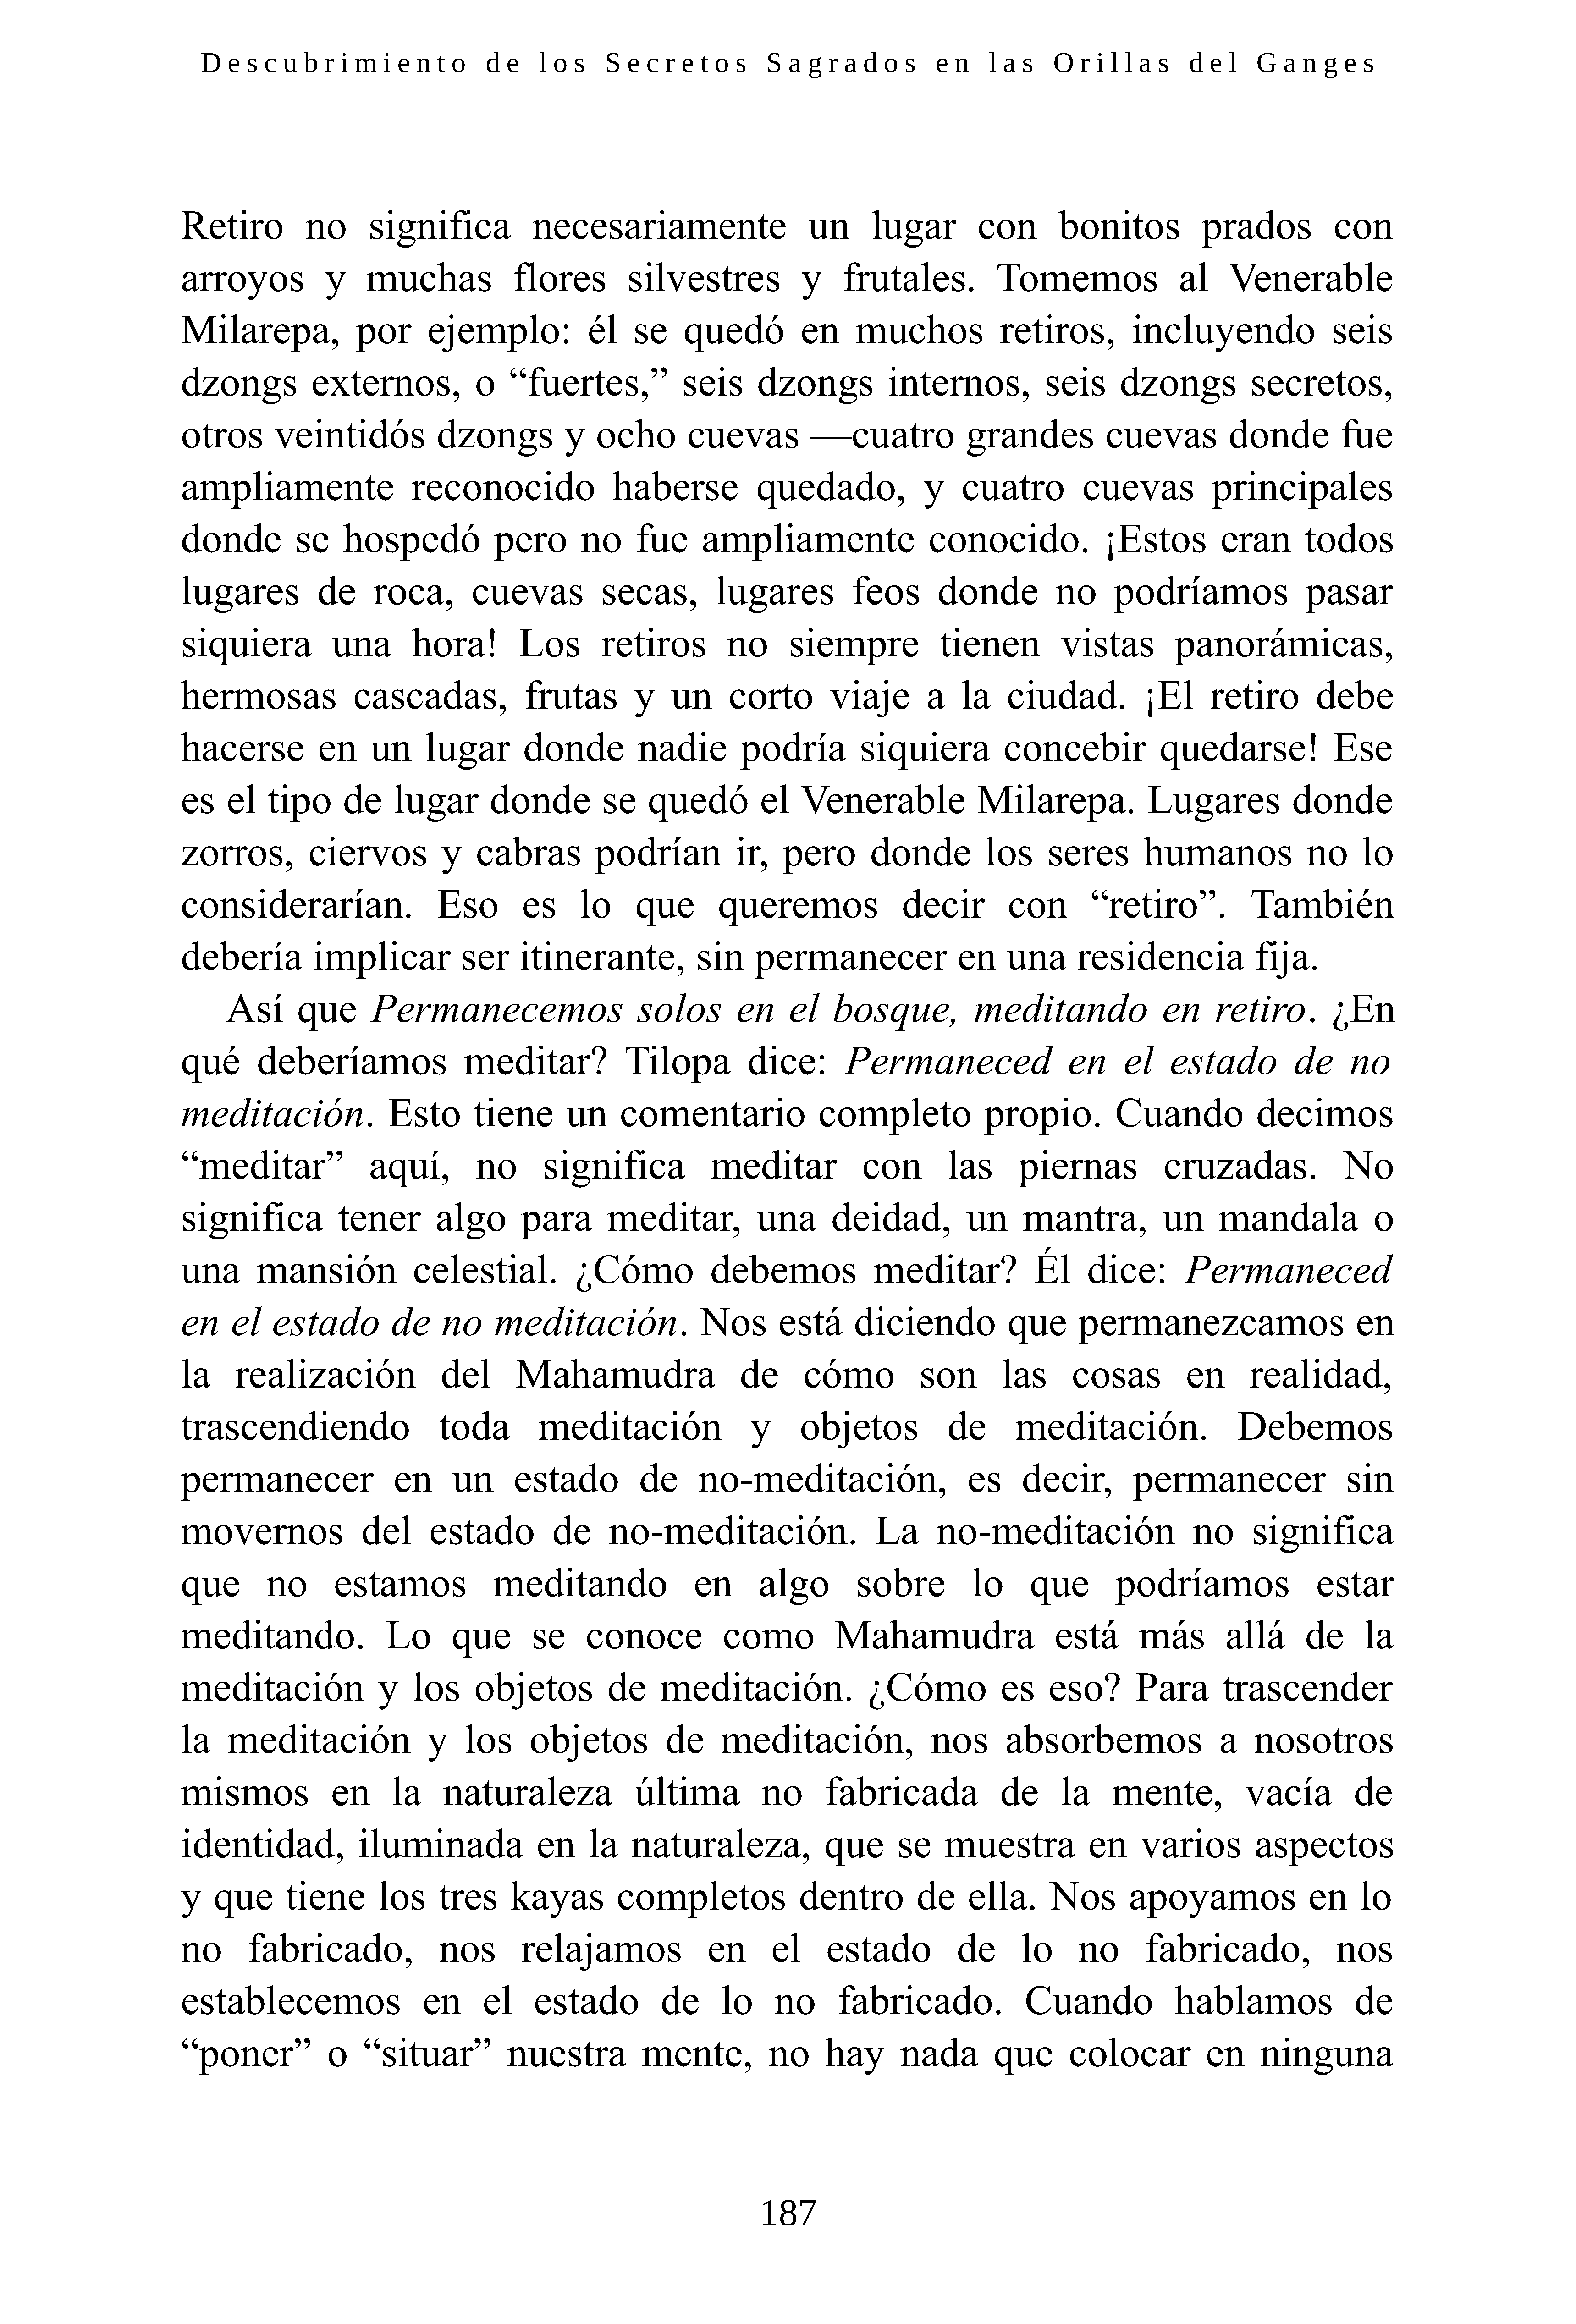 Descubrimiento de los Secretos Sagrados en las Orillas del Ganges
Retiro no significa necesariamente un lugar con bonitos prados con
arroyos y muchas flores silvestres y frutales. Tomemos al Venerable
Milarepa, por ejemplo: él se quedó en muchos retiros, incluyendo seis
dzongs externos, o “fuertes,” seis dzongs internos, seis dzongs secretos,
otros veintidós dzongs y ocho cuevas —cuatro grandes cuevas donde fue
ampliamente reconocido haberse quedado, y cuatro cuevas principales
donde se hospedó pero no fue ampliamente conocido. ¡Estos eran todos
lugares de roca, cuevas secas, lugares feos donde no podríamos pasar
siquiera una hora! Los retiros no siempre tienen vistas panorámicas,
hermosas cascadas, frutas y un corto viaje a la ciudad. ¡El retiro debe
hacerse en un lugar donde nadie podría siquiera concebir quedarse! Ese
es el tipo de lugar donde se quedó el Venerable Milarepa. Lugares donde
zorros, ciervos y cabras podrían ir, pero donde los seres humanos no lo
considerarían. Eso es lo que queremos decir con “retiro”. También
debería implicar ser itinerante, sin permanecer en una residencia fija.
Así que Permanecemos solos en el bosque, meditando en retiro. ¿En
qué deberíamos meditar? Tilopa dice: Permaneced en el estado de no
meditación. Esto tiene un comentario completo propio. Cuando decimos
“meditar” aquí, no significa meditar con las piernas cruzadas. No
significa tener algo para meditar, una deidad, un mantra, un mandala o
una mansión celestial. ¿Cómo debemos meditar? Él dice: Permaneced
en el estado de no meditación. Nos está diciendo que permanezcamos en
la realización del Mahamudra de cómo son las cosas en realidad,
trascendiendo toda meditación y objetos de meditación. Debemos
permanecer en un estado de no-meditación, es decir, permanecer sin
movernos del estado de no-meditación. La no-meditación no significa
que no estamos meditando en algo sobre lo que podríamos estar
meditando. Lo que se conoce como Mahamudra está más allá de la
meditación y los objetos de meditación. ¿Cómo es eso? Para trascender
la meditación y los objetos de meditación, nos absorbemos a nosotros
mismos en la naturaleza última no fabricada de la mente, vacía de
identidad, iluminada en la naturaleza, que se muestra en varios aspectos
y que tiene los tres kayas completos dentro de ella. Nos apoyamos en lo
no fabricado, nos relajamos en el estado de lo no fabricado, nos
establecemos en el estado de lo no fabricado. Cuando hablamos de
“poner” o “situar” nuestra mente, no hay nada que colocar en ninguna
187